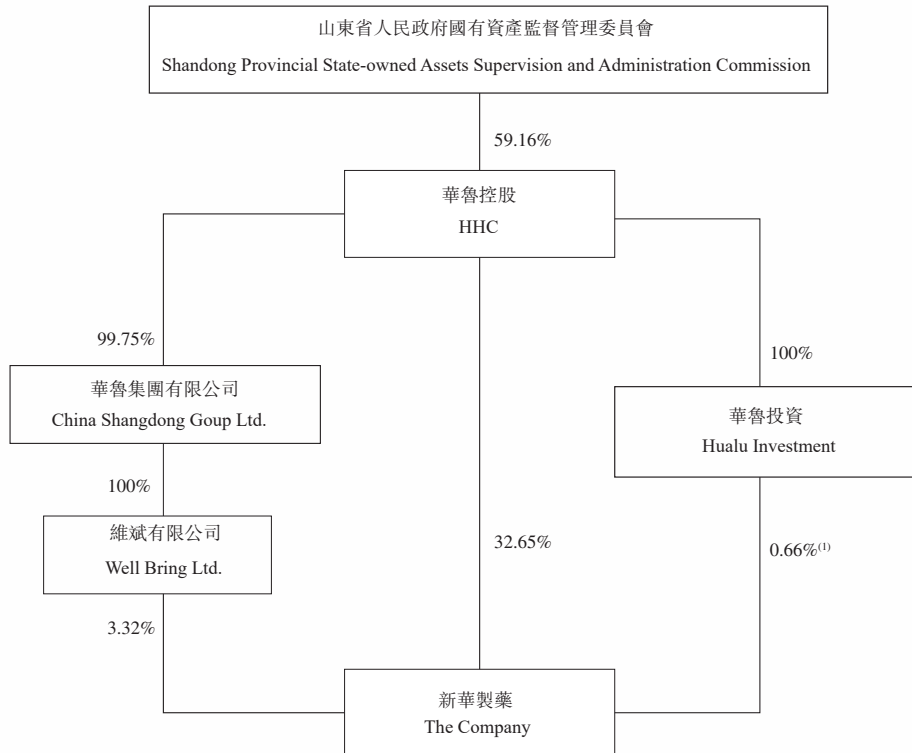 山東省人民政府國有資產監督管理委員會
Shandong Provincial State-owned Assets Supervision and Administration Commission
59.16%
華魯控股
HHC
99.75%
100%
華魯集團有限公司
China Shangdong Goup Ltd.
華魯投資
Hualu Investment
100%
維斌有限公司
Well Bring Ltd.
32.65%
0.66%(1)
3.32%
新華製藥
The Company